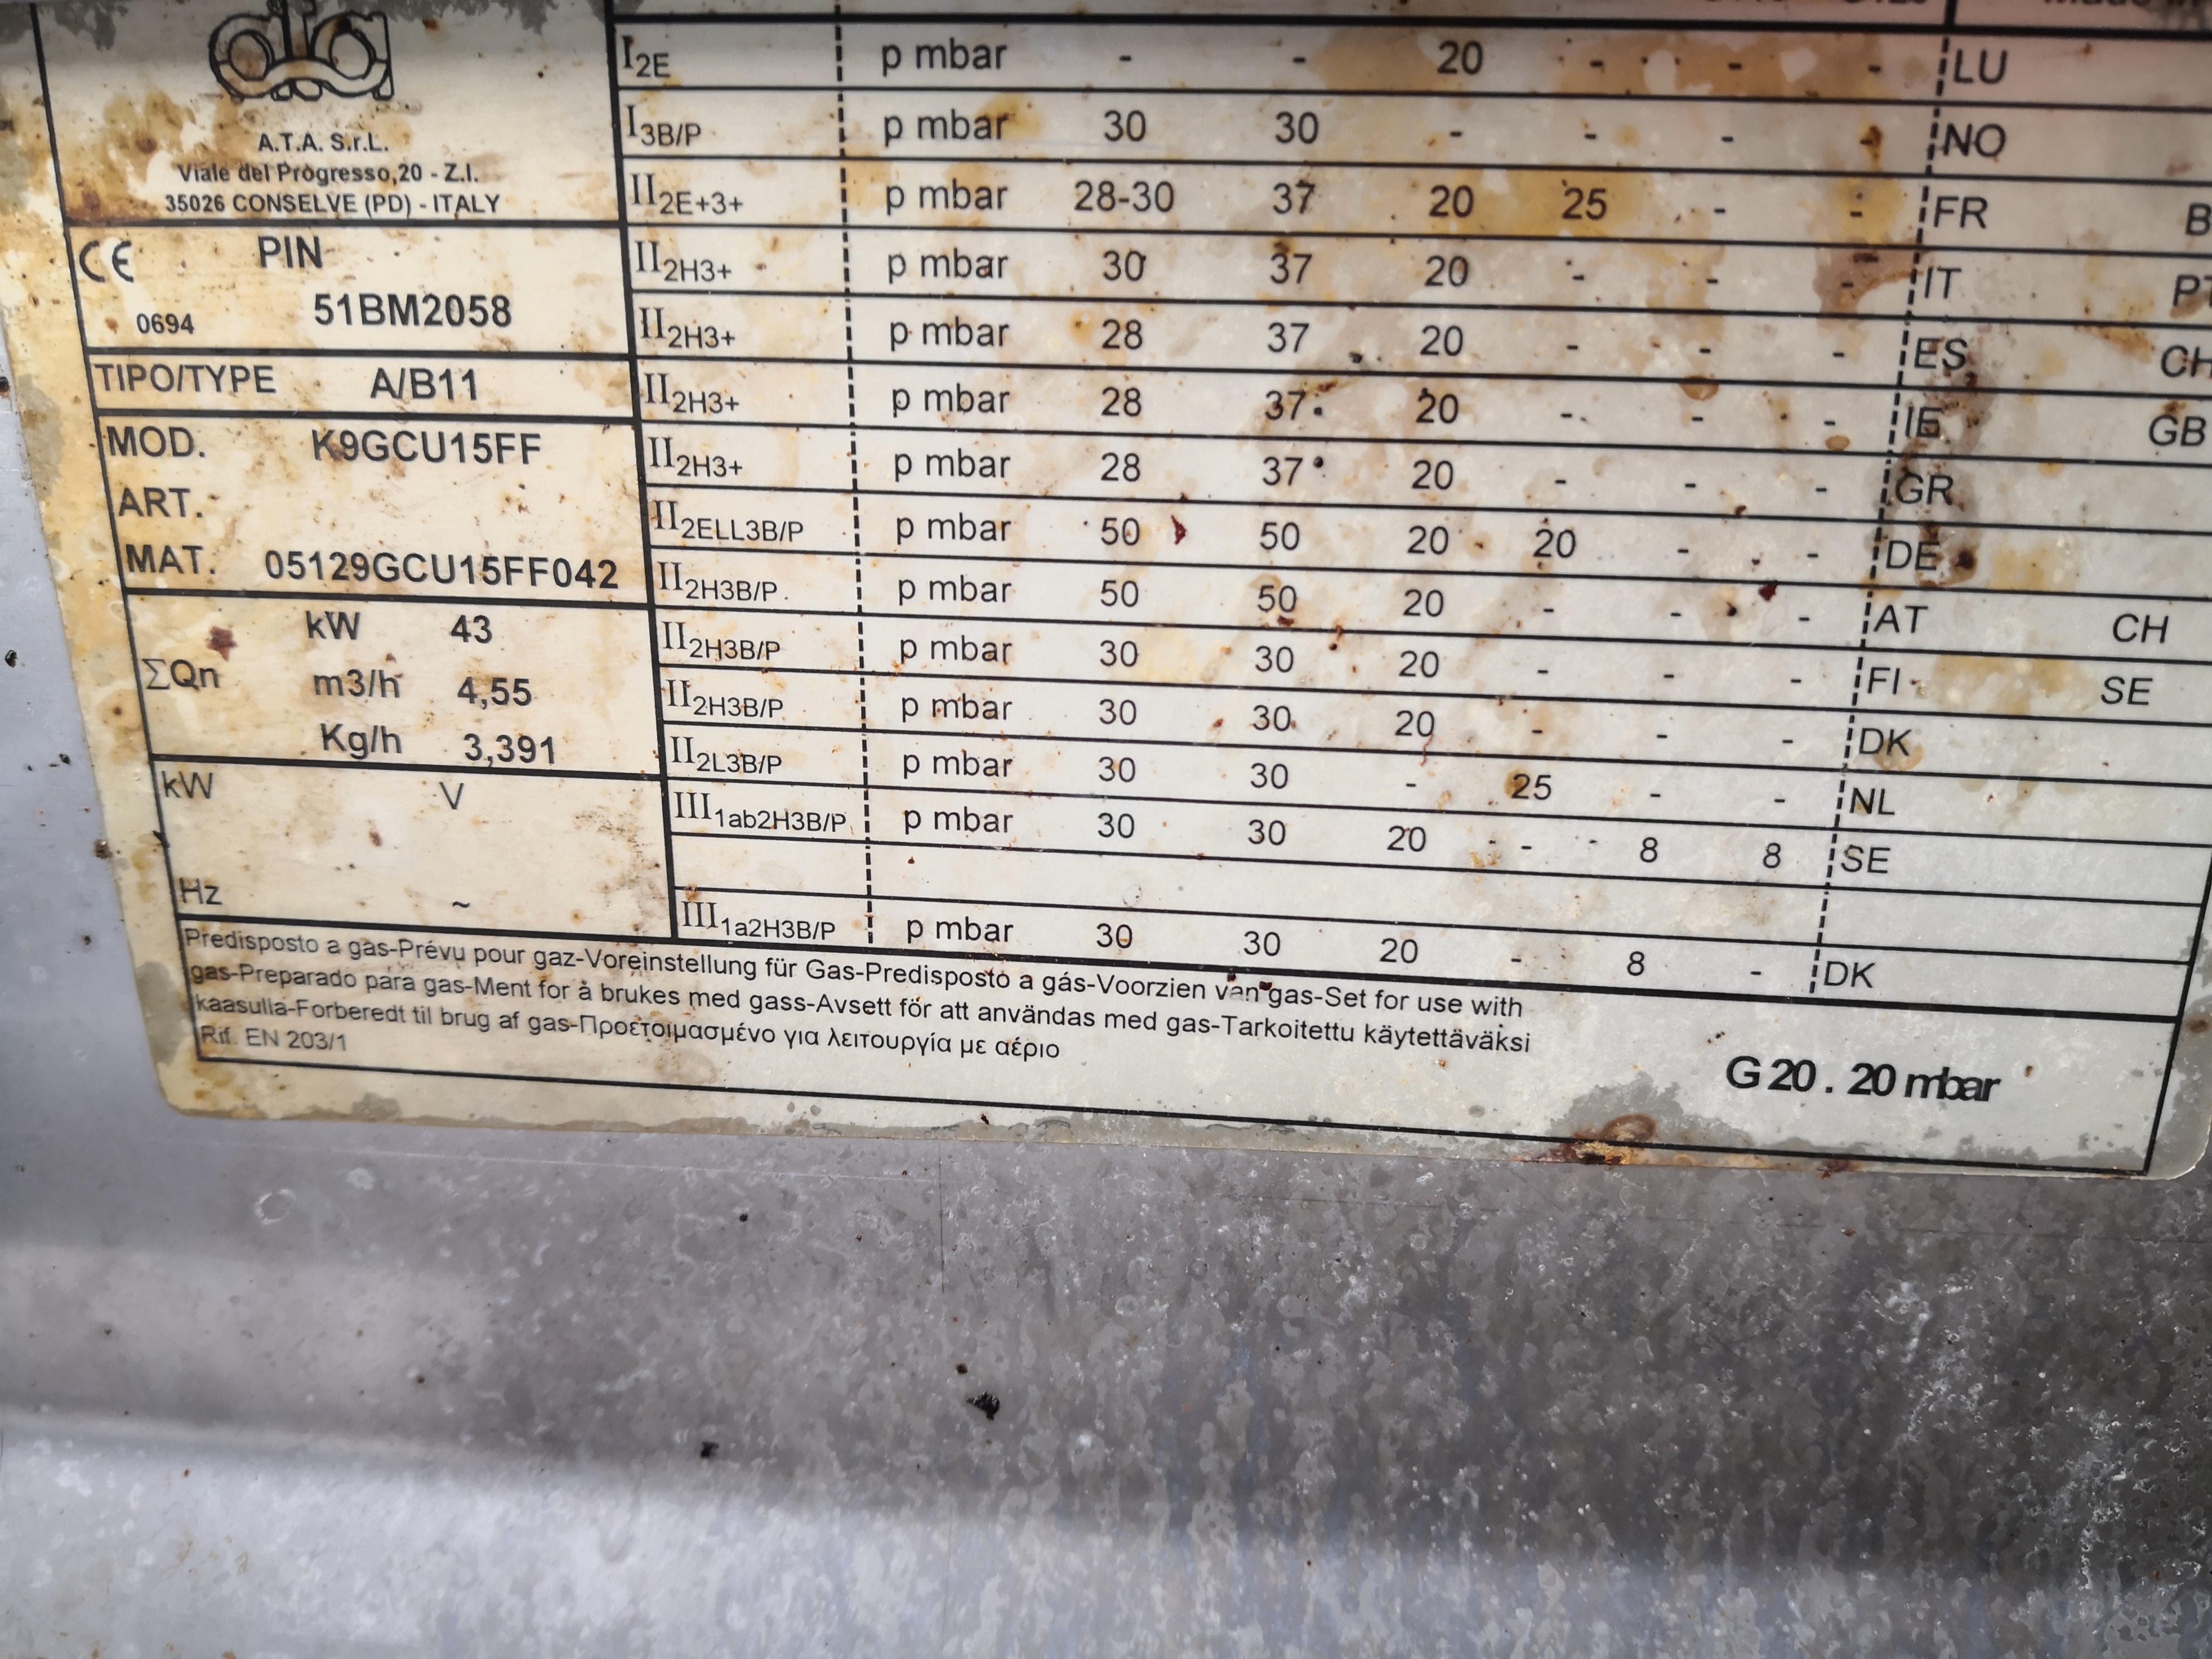 ata
A.T.A. S.r.L.
Viale del Progresso,20 - Z.I.
35026 CONSELVE (PD) - ITALY
CE PIN
0694 51BM2058
TIPO/TYPE A/B11
MOD. K9GCU15FF
ART.
MAT. 05129GCU15FF042
kW 43
ΣQn m3/h 4,55
Kg/h 3,391
kW V
Hz ~
I2E p mbar - - 20 - - - LU
I3B/P p mbar 30 30 - - - - NO
II2E+3+ p mbar 28-30 37 20 25 - - FR
II2H3+ p mbar 30 37 20 - - - IT
II2H3+ p mbar 28 37 20 - - - ES
II2H3+ p mbar 28 37 20 - - - IE GB
II2H3+ p mbar 28 37 20 - - - GR
II2ELL3B/P p mbar 50 50 20 20 - - DE
II2H3B/P p mbar 50 50 20 - - - AT CH
II2H3B/P p mbar 30 30 20 - - - FI SE
II2H3B/P p mbar 30 30 20 - - - DK
II2L3B/P p mbar 30 30 - 25 - - NL
III1ab2H3B/P p mbar 30 30 20 - 8 8 SE
III1a2H3B/P p mbar 30 30 20 - 8 - DK
Predisposto a gas-Prévu pour gaz-Voreinstellung für Gas-Predisposto a gás-Voorzien van gas-Set for use with
gas-Preparado para gas-Ment for å brukes med gass-Avsett för att användas med gas-Tarkoitettu käytettäväksi
kaasulla-Forberedt til brug af gas-Προετοιμασμένο για λειτουργία με αέριο
Rif. EN 203/1
G20 . 20 mbar